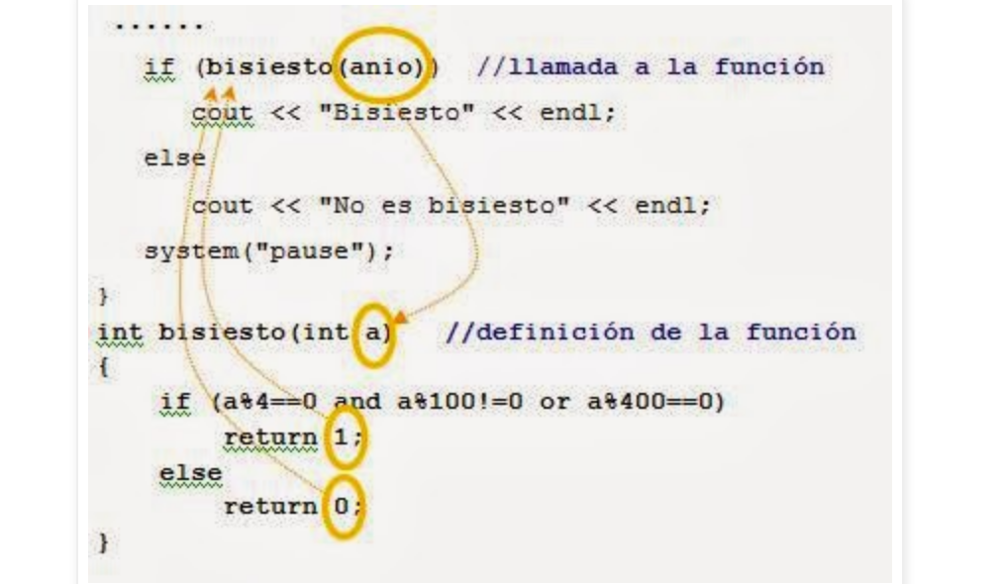 ......
if (bisiesto(anio)) //llamada a la función
cout << "Bisiesto" << endl;
else
cout << "No es bisiesto" << endl;
system("pause");
}
int bisiesto(int a) //definición de la función
{
if (a%4==0 and a%100!=0 or a%400==0)
return 1;
else
return 0;
}